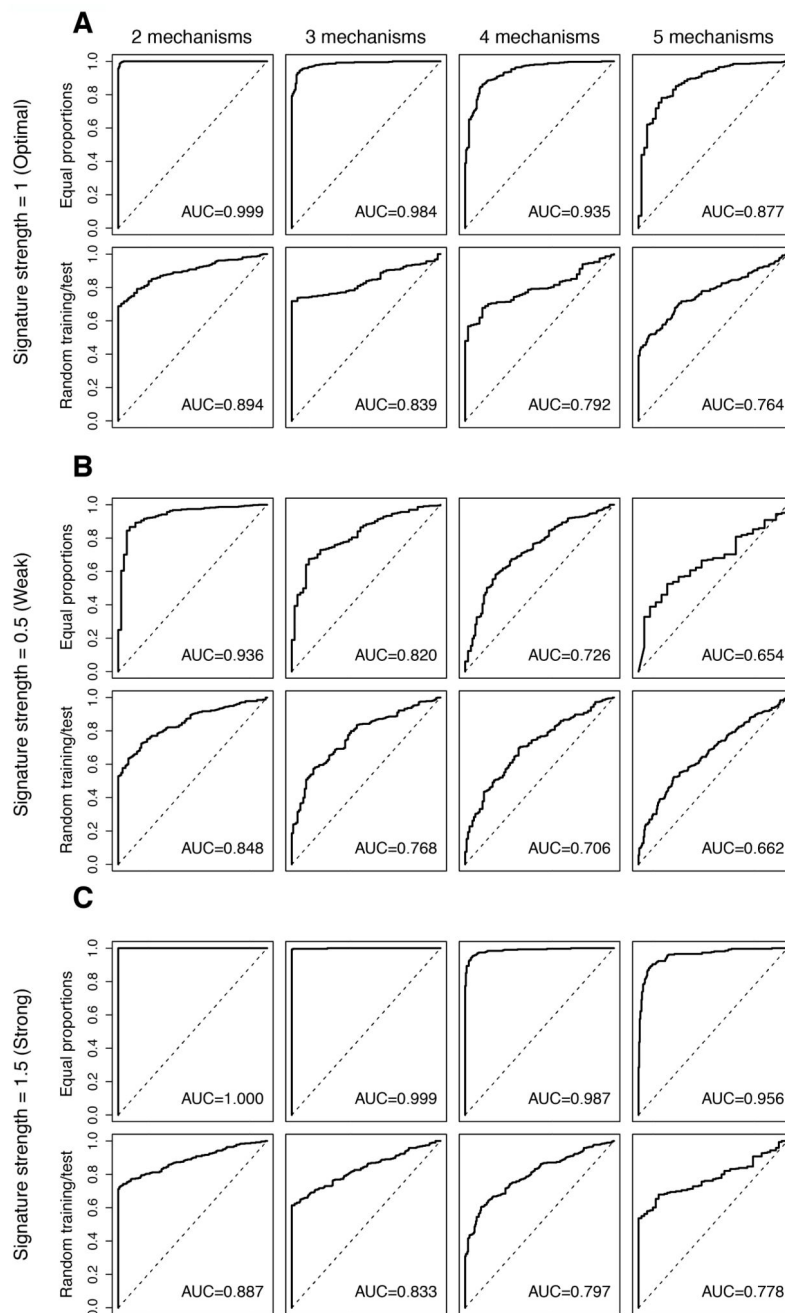 A
2 mechanisms 3 mechanisms 4 mechanisms 5 mechanisms
Signature strength = 1 (Optimal)
Equal proportions
0.0 0.2 0.4 0.6 0.8 1.0
AUC=0.999 AUC=0.984 AUC=0.935 AUC=0.877
Random training/test
0.0 0.2 0.4 0.6 0.8 1.0
AUC=0.894 AUC=0.839 AUC=0.792 AUC=0.764
B
Signature strength = 0.5 (Weak)
Equal proportions
0.0 0.2 0.4 0.6 0.8 1.0
AUC=0.936 AUC=0.820 AUC=0.726 AUC=0.654
Random training/test
0.0 0.2 0.4 0.6 0.8 1.0
AUC=0.848 AUC=0.768 AUC=0.706 AUC=0.662
C
Signature strength = 1.5 (Strong)
Equal proportions
0.0 0.2 0.4 0.6 0.8 1.0
AUC=1.000 AUC=0.999 AUC=0.987 AUC=0.956
Random training/test
0.0 0.2 0.4 0.6 0.8 1.0
AUC=0.887 AUC=0.833 AUC=0.797 AUC=0.778